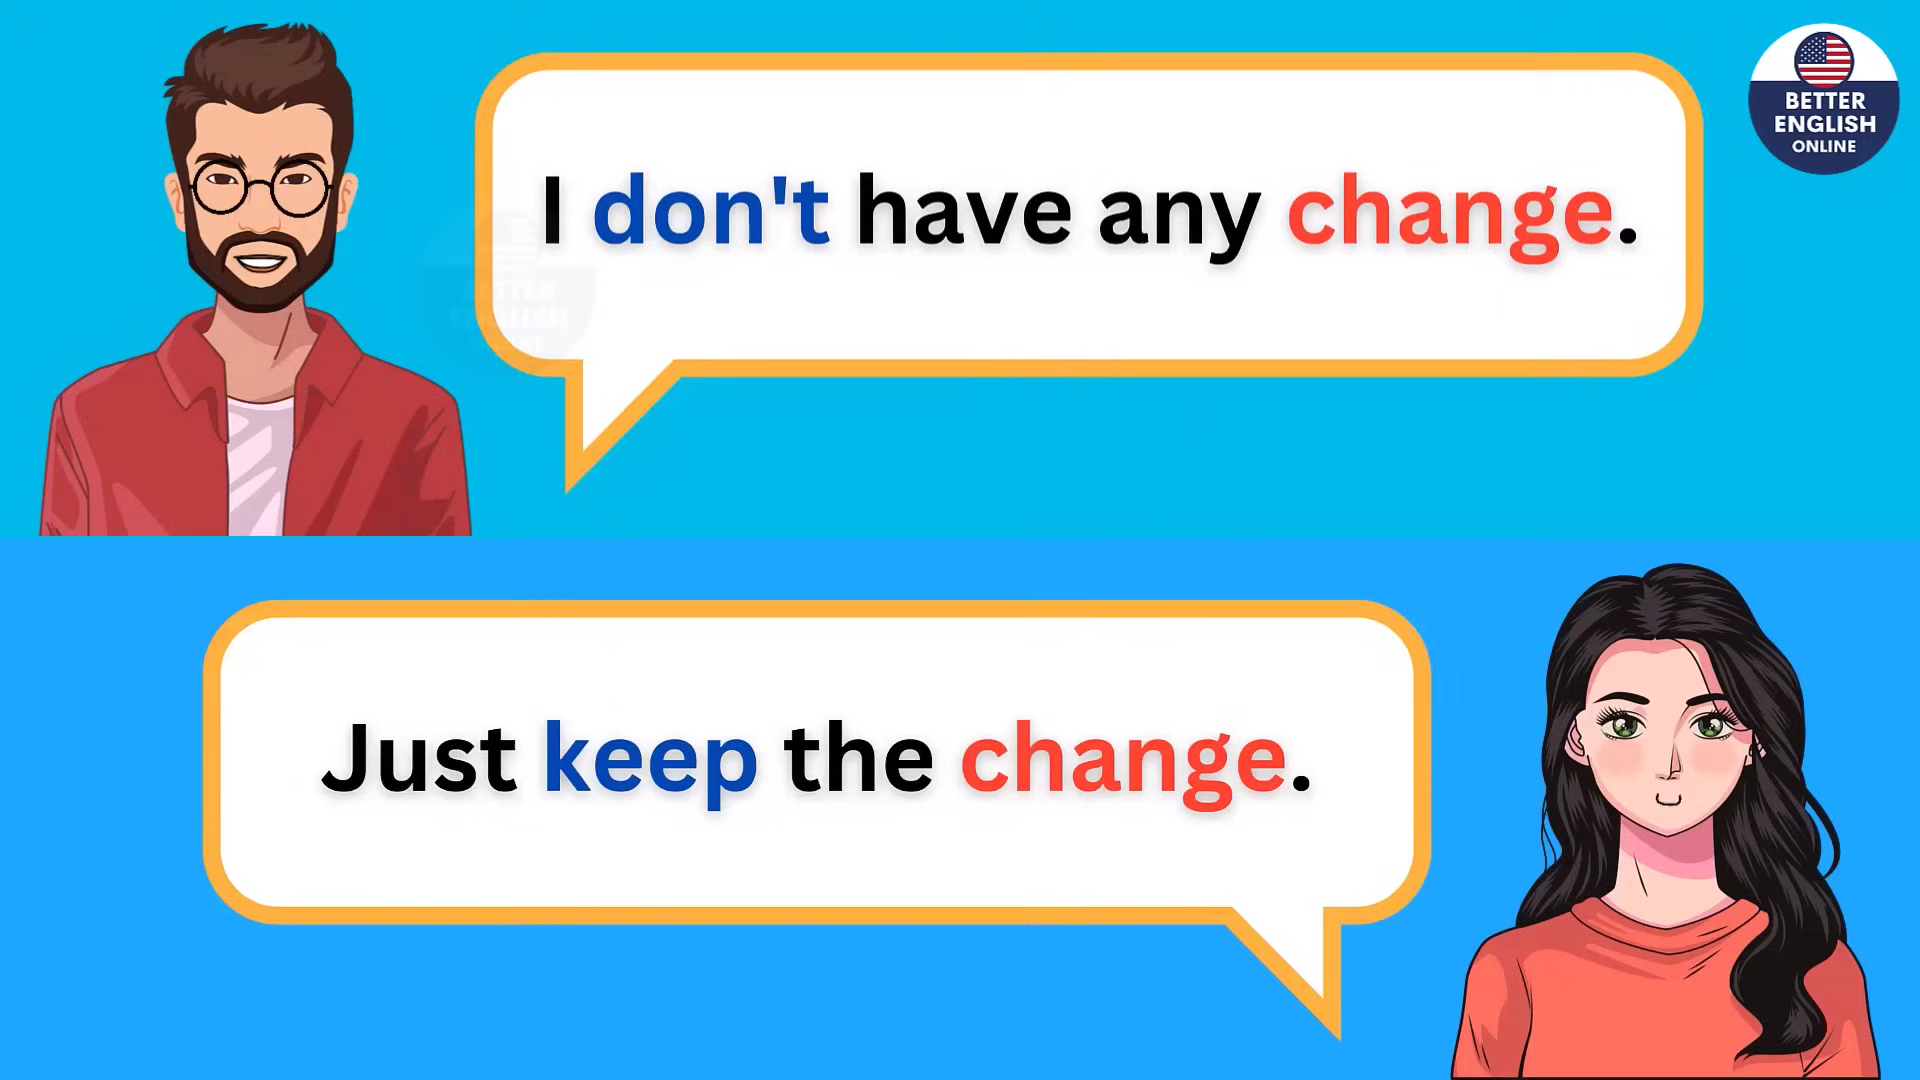 I don't have any change.
BETTER
ENGLISH
ONLINE
Just keep the change.